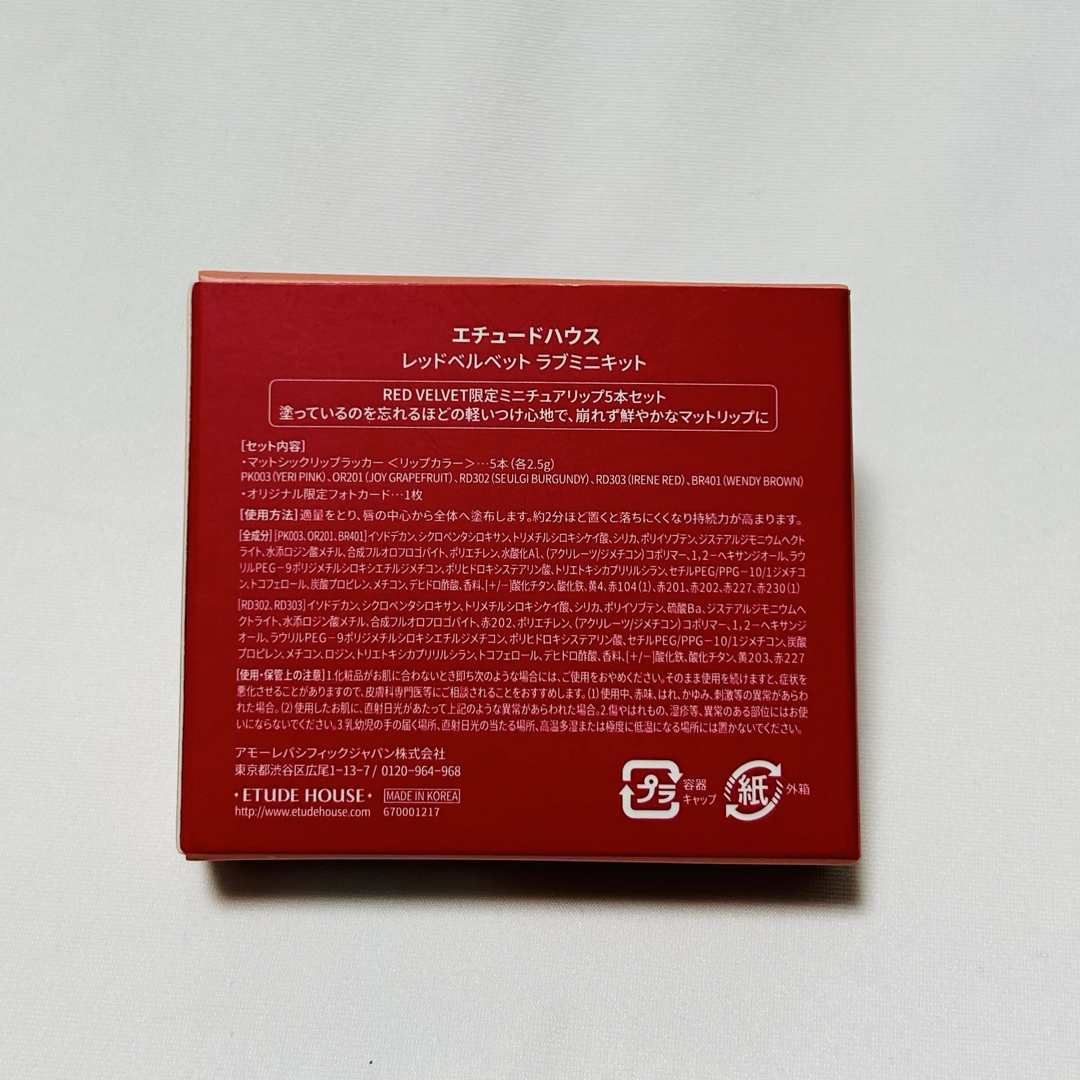 エチュードハウス
レッドベルベット ラブミニキット
RED VELVET限定ミニチュアリップ5本セット
塗っているのを忘れるほどの軽いつけ心地で、崩れず鮮やかなマットリップに
[セット内容]
・マットシックリップラッカー ＜リップカラー＞…5本（各2.5g）
PK003（YERI PINK）、OR201（JOY GRAPEFRUIT）、RD302（SEULGI BURGUNDY）、RD303（IRENE RED）、BR401（WENDY BROWN）
・オリジナル限定フォトカード…1枚
[使用方法]適量をとり、唇の中心から全体へ塗布します。約2分ほど置くと落ちにくくなり持続力が高まります。
[全成分] [PK003、OR201、BR401]イソドデカン、シクロペンタシロキサン、トリメチルシロキシケイ酸、シリカ、ポリイソブテン、ジステアルジモニウムヘクト
ライト、水添ロジン酸メチル、合成フルオロフロゴパイト、ポリエチレン、水酸化Al、（アクリレーツ/ジメチコン）コポリマー、1,2－ヘキサンジオール、ラウ
リルPEG－9ポリジメチルシロキシエチルジメチコン、ポリヒドロキシステアリン酸、トリエトキシカプリリルシラン、セチルPEG/PPG－10/1ジメチコ
ン、トコフェロール、炭酸プロピレン、メチコン、デヒドロ酢酸、香料、[+/－]酸化チタン、酸化鉄、黄4、赤104（1）、赤201、赤202、赤227、赤230（1）
[RD302、RD303]イソドデカン、シクロペンタシロキサン、トリメチルシロキシケイ酸、シリカ、ポリイソブテン、硫酸Ba、ジステアルジモニウムヘ
クトライト、水添ロジン酸メチル、合成フルオロフロゴパイト、赤202、ポリエチレン、（アクリレーツ/ジメチコン）コポリマー、1,2－ヘキサンジ
オール、ラウリルPEG－9ポリジメチルシロキシエチルジメチコン、ポリヒドロキシステアリン酸、セチルPEG/PPG－10/1ジメチコン、炭酸
プロピレン、メチコン、ロジン、トリエトキシカプリリルシラン、トコフェロール、デヒドロ酢酸、香料、[+/－]酸化鉄、酸化チタン、黄203、赤227
[使用・保管上の注意]1.化粧品がお肌に合わないとき即ち次のような場合には、ご使用をおやめください。そのまま使用を続けますと、症状を
悪化させることがありますので、皮膚科専門医等にご相談されることをおすすめします。（1）使用中、赤味、はれ、かゆみ、刺激等の異常があらわ
れた場合。（2）使用したお肌に、直射日光があたって上記のような異常があらわれた場合。2.傷やはれもの、湿疹等、異常のある部位にはお使
いにならないでください。3.乳幼児の手の届く場所、直射日光の当たる場所、高温多湿または極度に低温になる場所には置かないでください。
アモーレパシフィックジャパン株式会社
東京都渋谷区広尾1-13-7 / 0120-964-968
・ETUDE HOUSE・ MADE IN KOREA
http://www.etudehouse.com 670001217
プラ 容器 キャップ
紙 外箱